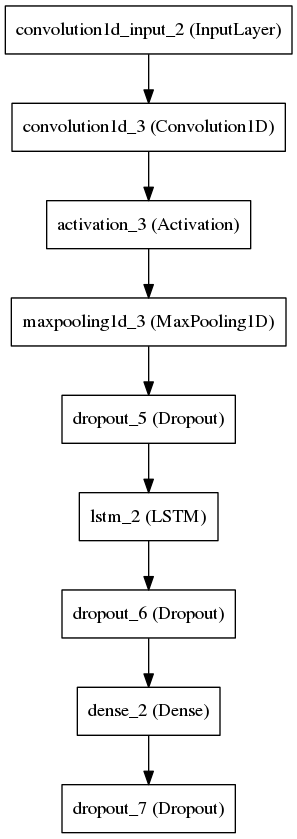 convolution1d_input_2 (InputLayer)
convolution1d_3 (Convolution1D)
activation_3 (Activation)
maxpooling1d_3 (MaxPooling1D)
dropout_5 (Dropout)
lstm_2 (LSTM)
dropout_6 (Dropout)
dense_2 (Dense)
dropout_7 (Dropout)